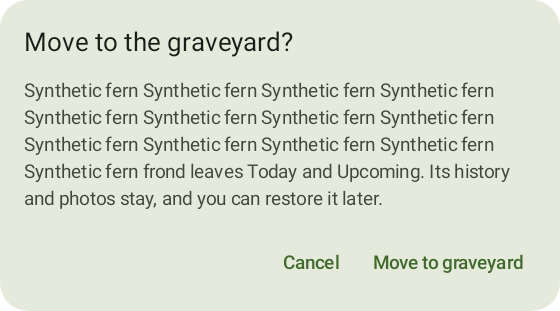 Move to the graveyard?
Synthetic fern Synthetic fern Synthetic fern Synthetic fern
Synthetic fern Synthetic fern Synthetic fern Synthetic fern
Synthetic fern Synthetic fern Synthetic fern Synthetic fern
Synthetic fern frond leaves Today and Upcoming. Its history
and photos stay, and you can restore it later.
Cancel Move to graveyard